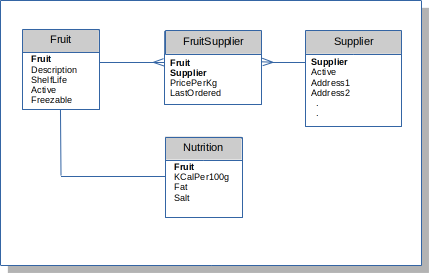 Fruit
Fruit
Description
ShelfLife
Active
Freezable
FruitSupplier
Fruit
Supplier
PricePerKg
LastOrdered
Supplier
Supplier
Active
Address1
Address2
.
.
Nutrition
Fruit
KCalPer100g
Fat
Salt